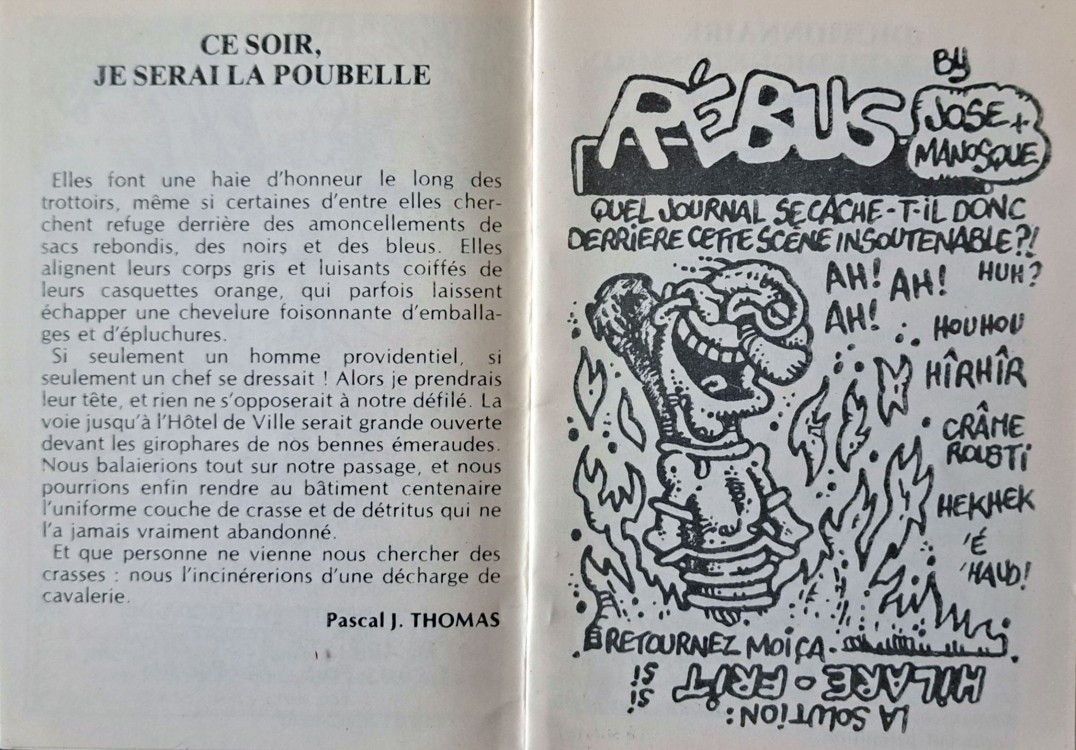 CE SOIR,
JE SERAI LA POUBELLE
Elles font une haie d'honneur le long des
trottoirs, même si certaines d'entre elles cher-
chent refuge derrière des amoncellements de
sacs rebondis, des noirs et des bleus. Elles
alignent leurs corps gris et luisants coiffés de
leurs casquettes orange, qui parfois laissent
échapper une chevelure foisonnante d'emballa-
ges et d'épluchures.
Si seulement un homme providentiel, si
seulement un chef se dressait ! Alors je prendrais
leur tête, et rien ne s'opposerait à notre défilé. La
voie jusqu'à l'Hôtel de Ville serait grande ouverte
devant les girophares de nos bennes émeraudes.
Nous balaierions tout sur notre passage, et nous
pourrions enfin rendre au bâtiment centenaire
l'uniforme couche de crasse et de détritus qui ne
l'a jamais vraiment abandonné.
Et que personne ne vienne nous chercher des
crasses : nous l'incinérerions d'une décharge de
cavalerie.
Pascal J. THOMAS
RÉBUS
BY
JOSE +
MANOSQUE
QUEL JOURNAL SE CACHE-T-IL DONC
DERRIERE CETTE SCÈNE INSOUTENABLE?!
AH! AH! HUH?
AH!
HOUHOU
HÎRHÎR
CRÂME
ROUSTI
HEKHEK
'É
'HAUD!
RETOURNEZ MOI ÇA.
LA SOLUTION:
HILARE - FRIT
SI
SI